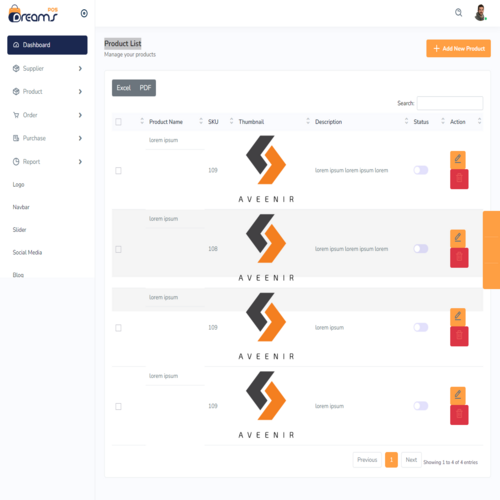 POS
Dreams
Dashboard
Supplier
Product
Order
Purchase
Report
Logo
Navbar
Slider
Social Media
Blog
Product List
Manage your products
+ Add New Product
Excel PDF
Search:
Product Name SKU Thumbnail Description Status Action
lorem ipsum
109
lorem ipsum lorem ipsum lorem
AVEENIR
lorem ipsum
108
lorem ipsum lorem ipsum lorem
AVEENIR
lorem ipsum
109
lorem ipsum
AVEENIR
lorem ipsum
109
lorem ipsum
AVEENIR
Previous 1 Next Showing 1 to 4 of 4 entries